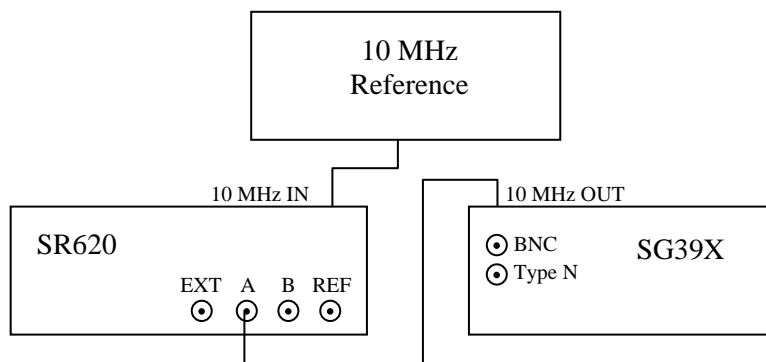 10 MHz
Reference
10 MHz IN
10 MHz OUT
SR620
EXT A B REF
BNC
Type N
SG39X